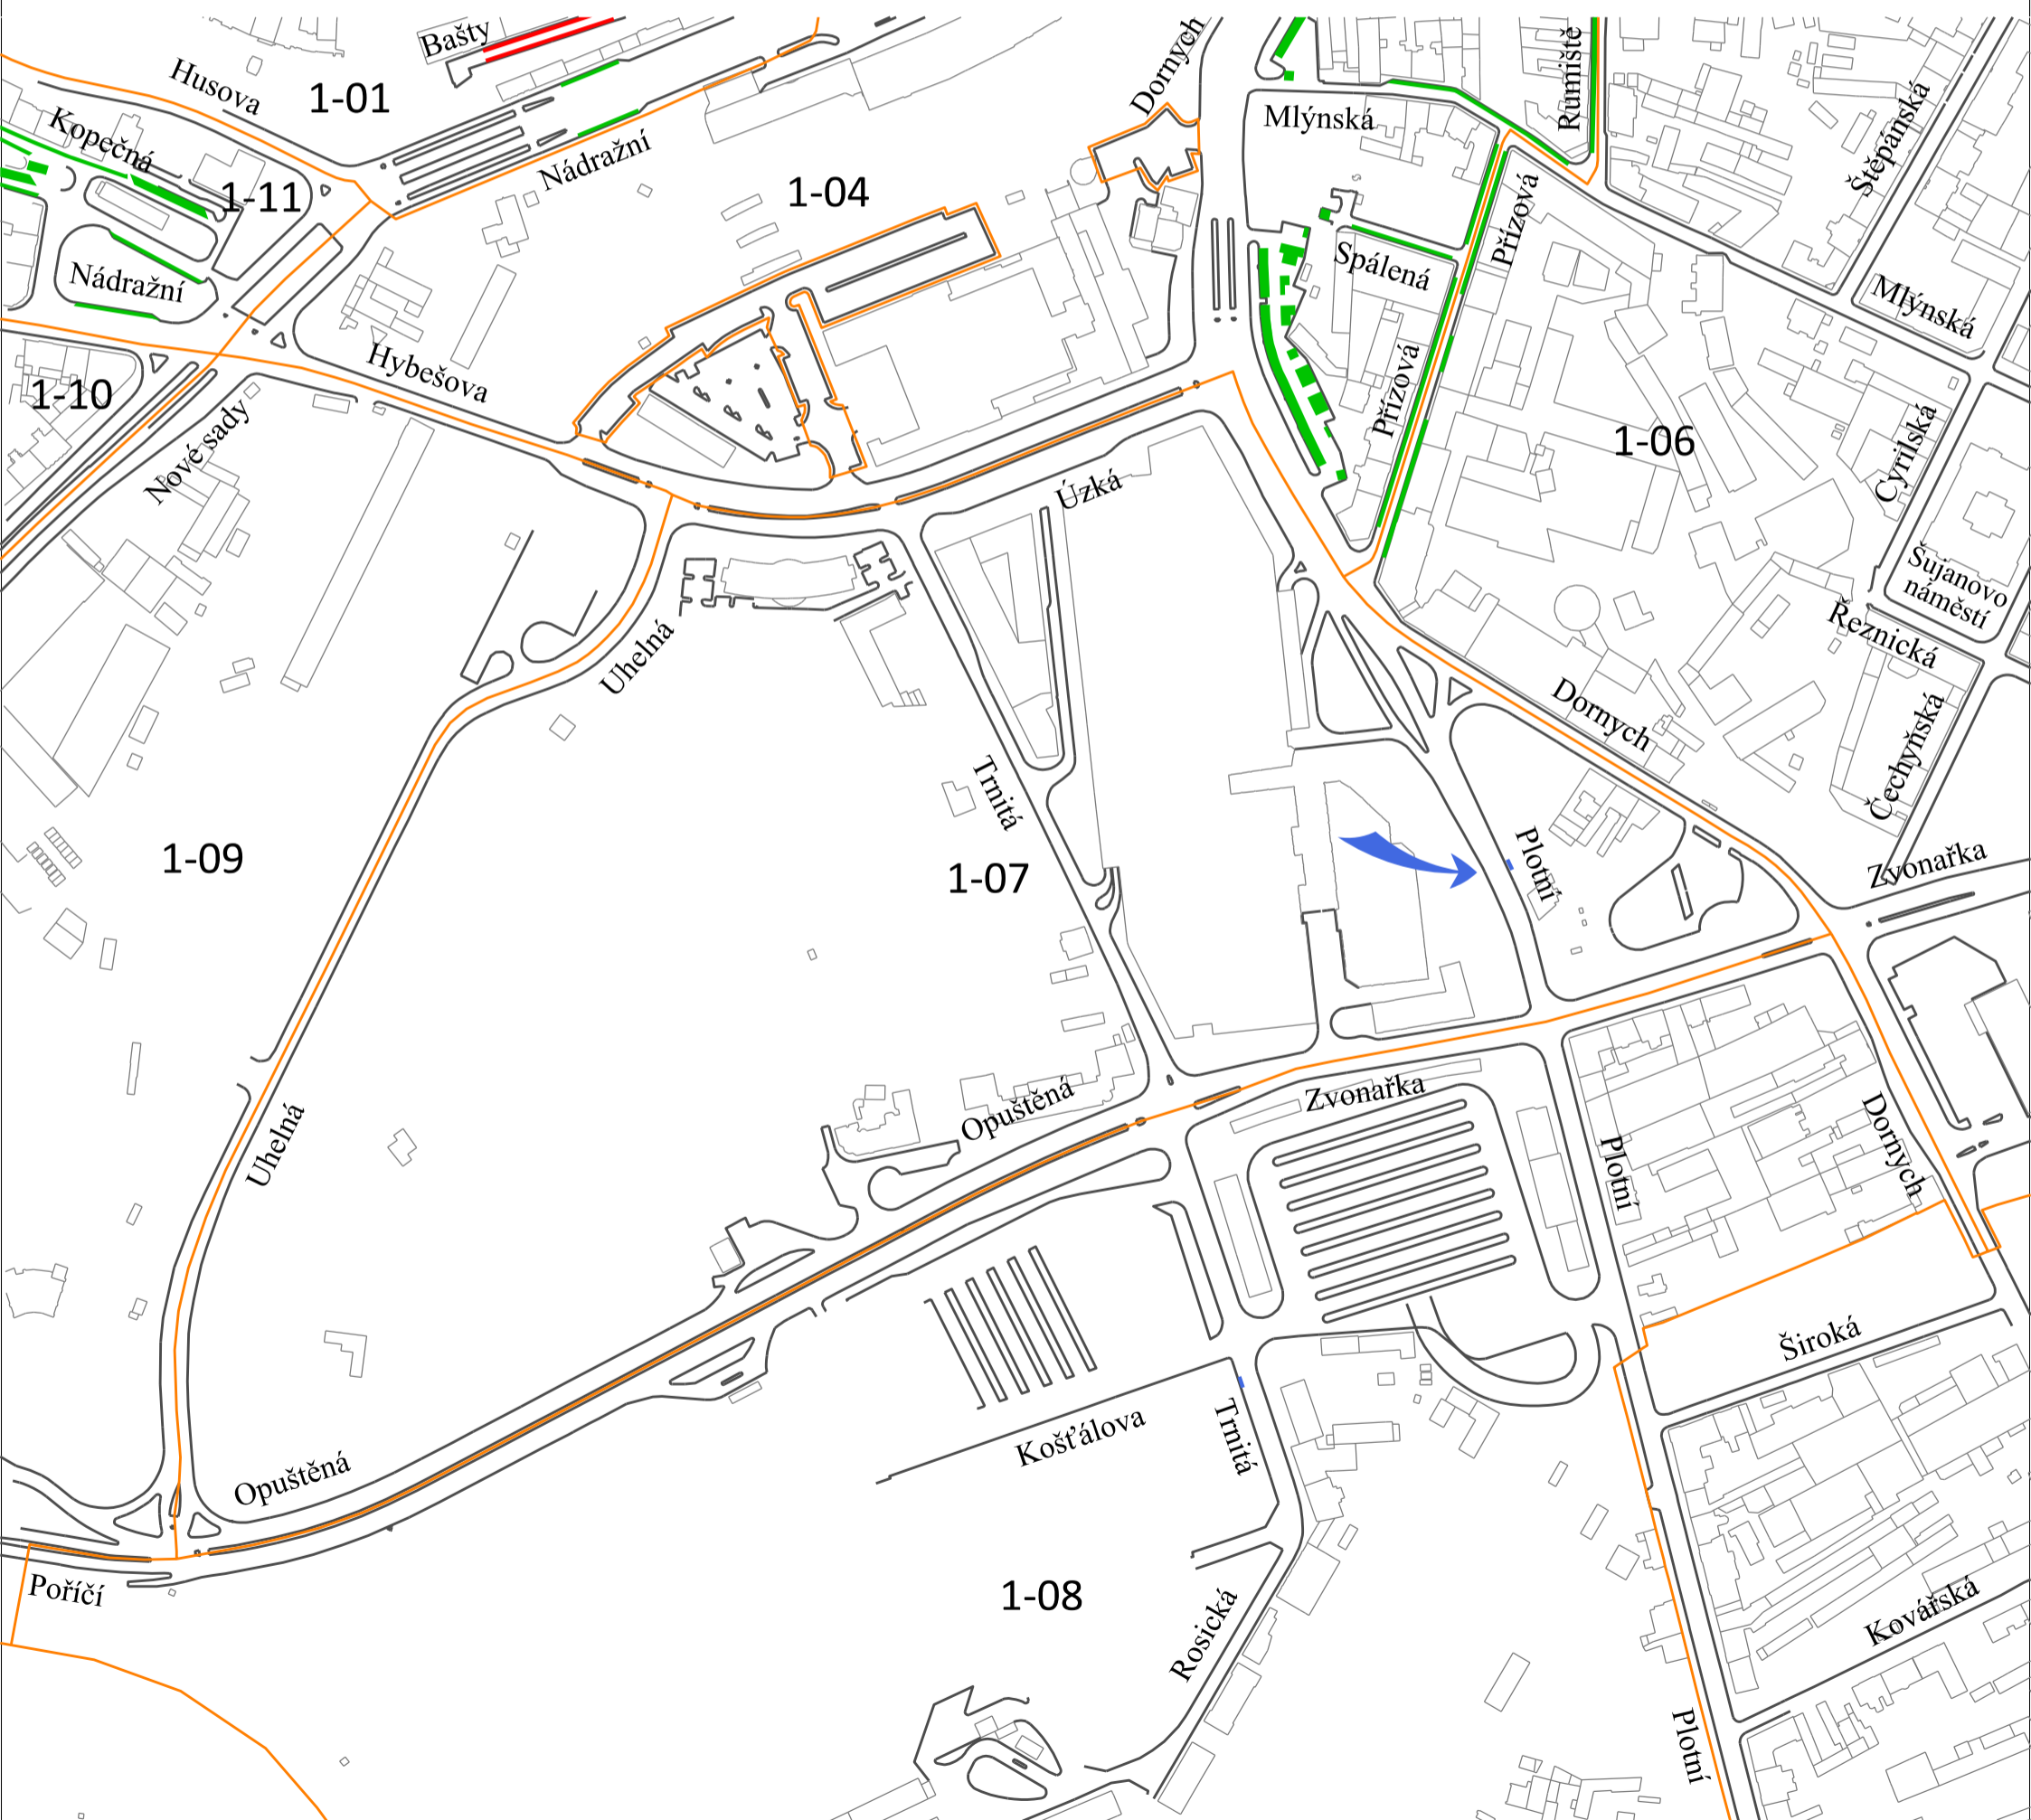 Bašty
Dornych
Rumiště
Husova
1-01
Štěpánská
Mlýnská
Kopečná
Nádražní
1-11
1-04
Přízová
Spálená
Nádražní
Mlýnská
Hybešova
1-10
Přízová
Nové sady
1-06
Cyrilská
Úzká
Šujanovo
náměstí
Řeznická
Uhelná
Dornych
Čechyňská
Trnitá
Plotní
Zvonařka
1-09
1-07
Zvonařka
Opuštěná
Uhelná
Plotní
Dornych
Široká
Košťálova
Trnitá
Opuštěná
Poříčí
1-08
Rosická
Kovářská
Plotní